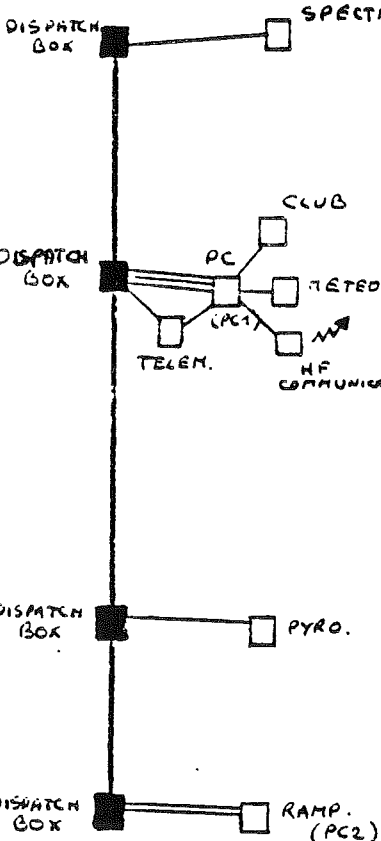 DISPATCH
BOX
CLUB
DISPATCH
BOX
PC
METEO
(PC1)
TELEM.
HF
DISPATCH
BOX
PYRO.
DISPATCH
BOX
RAMP.
(PC2)